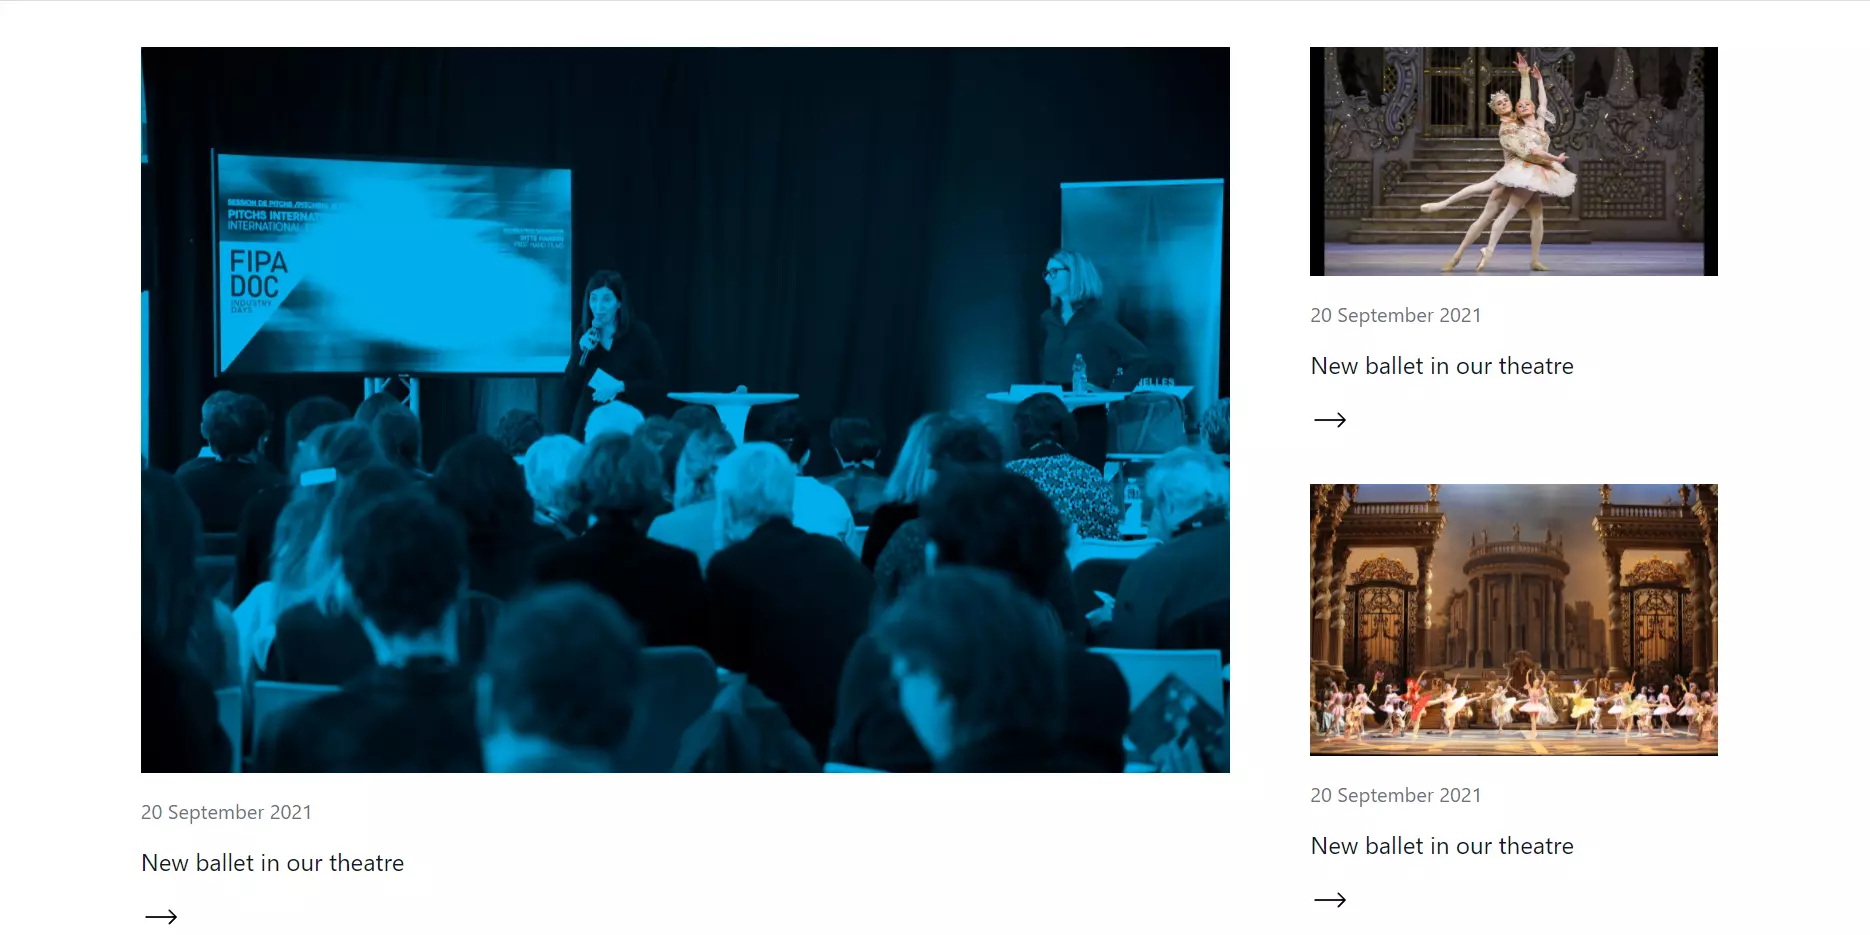 SESSION DE PITCHS /PITCHING
PITCHS
INTERNATIONAL
FIPA
DOC
INDUSTRY
DAYS
20 September 2021
New ballet in our theatre
20 September 2021
New ballet in our theatre
20 September 2021
New ballet in our theatre